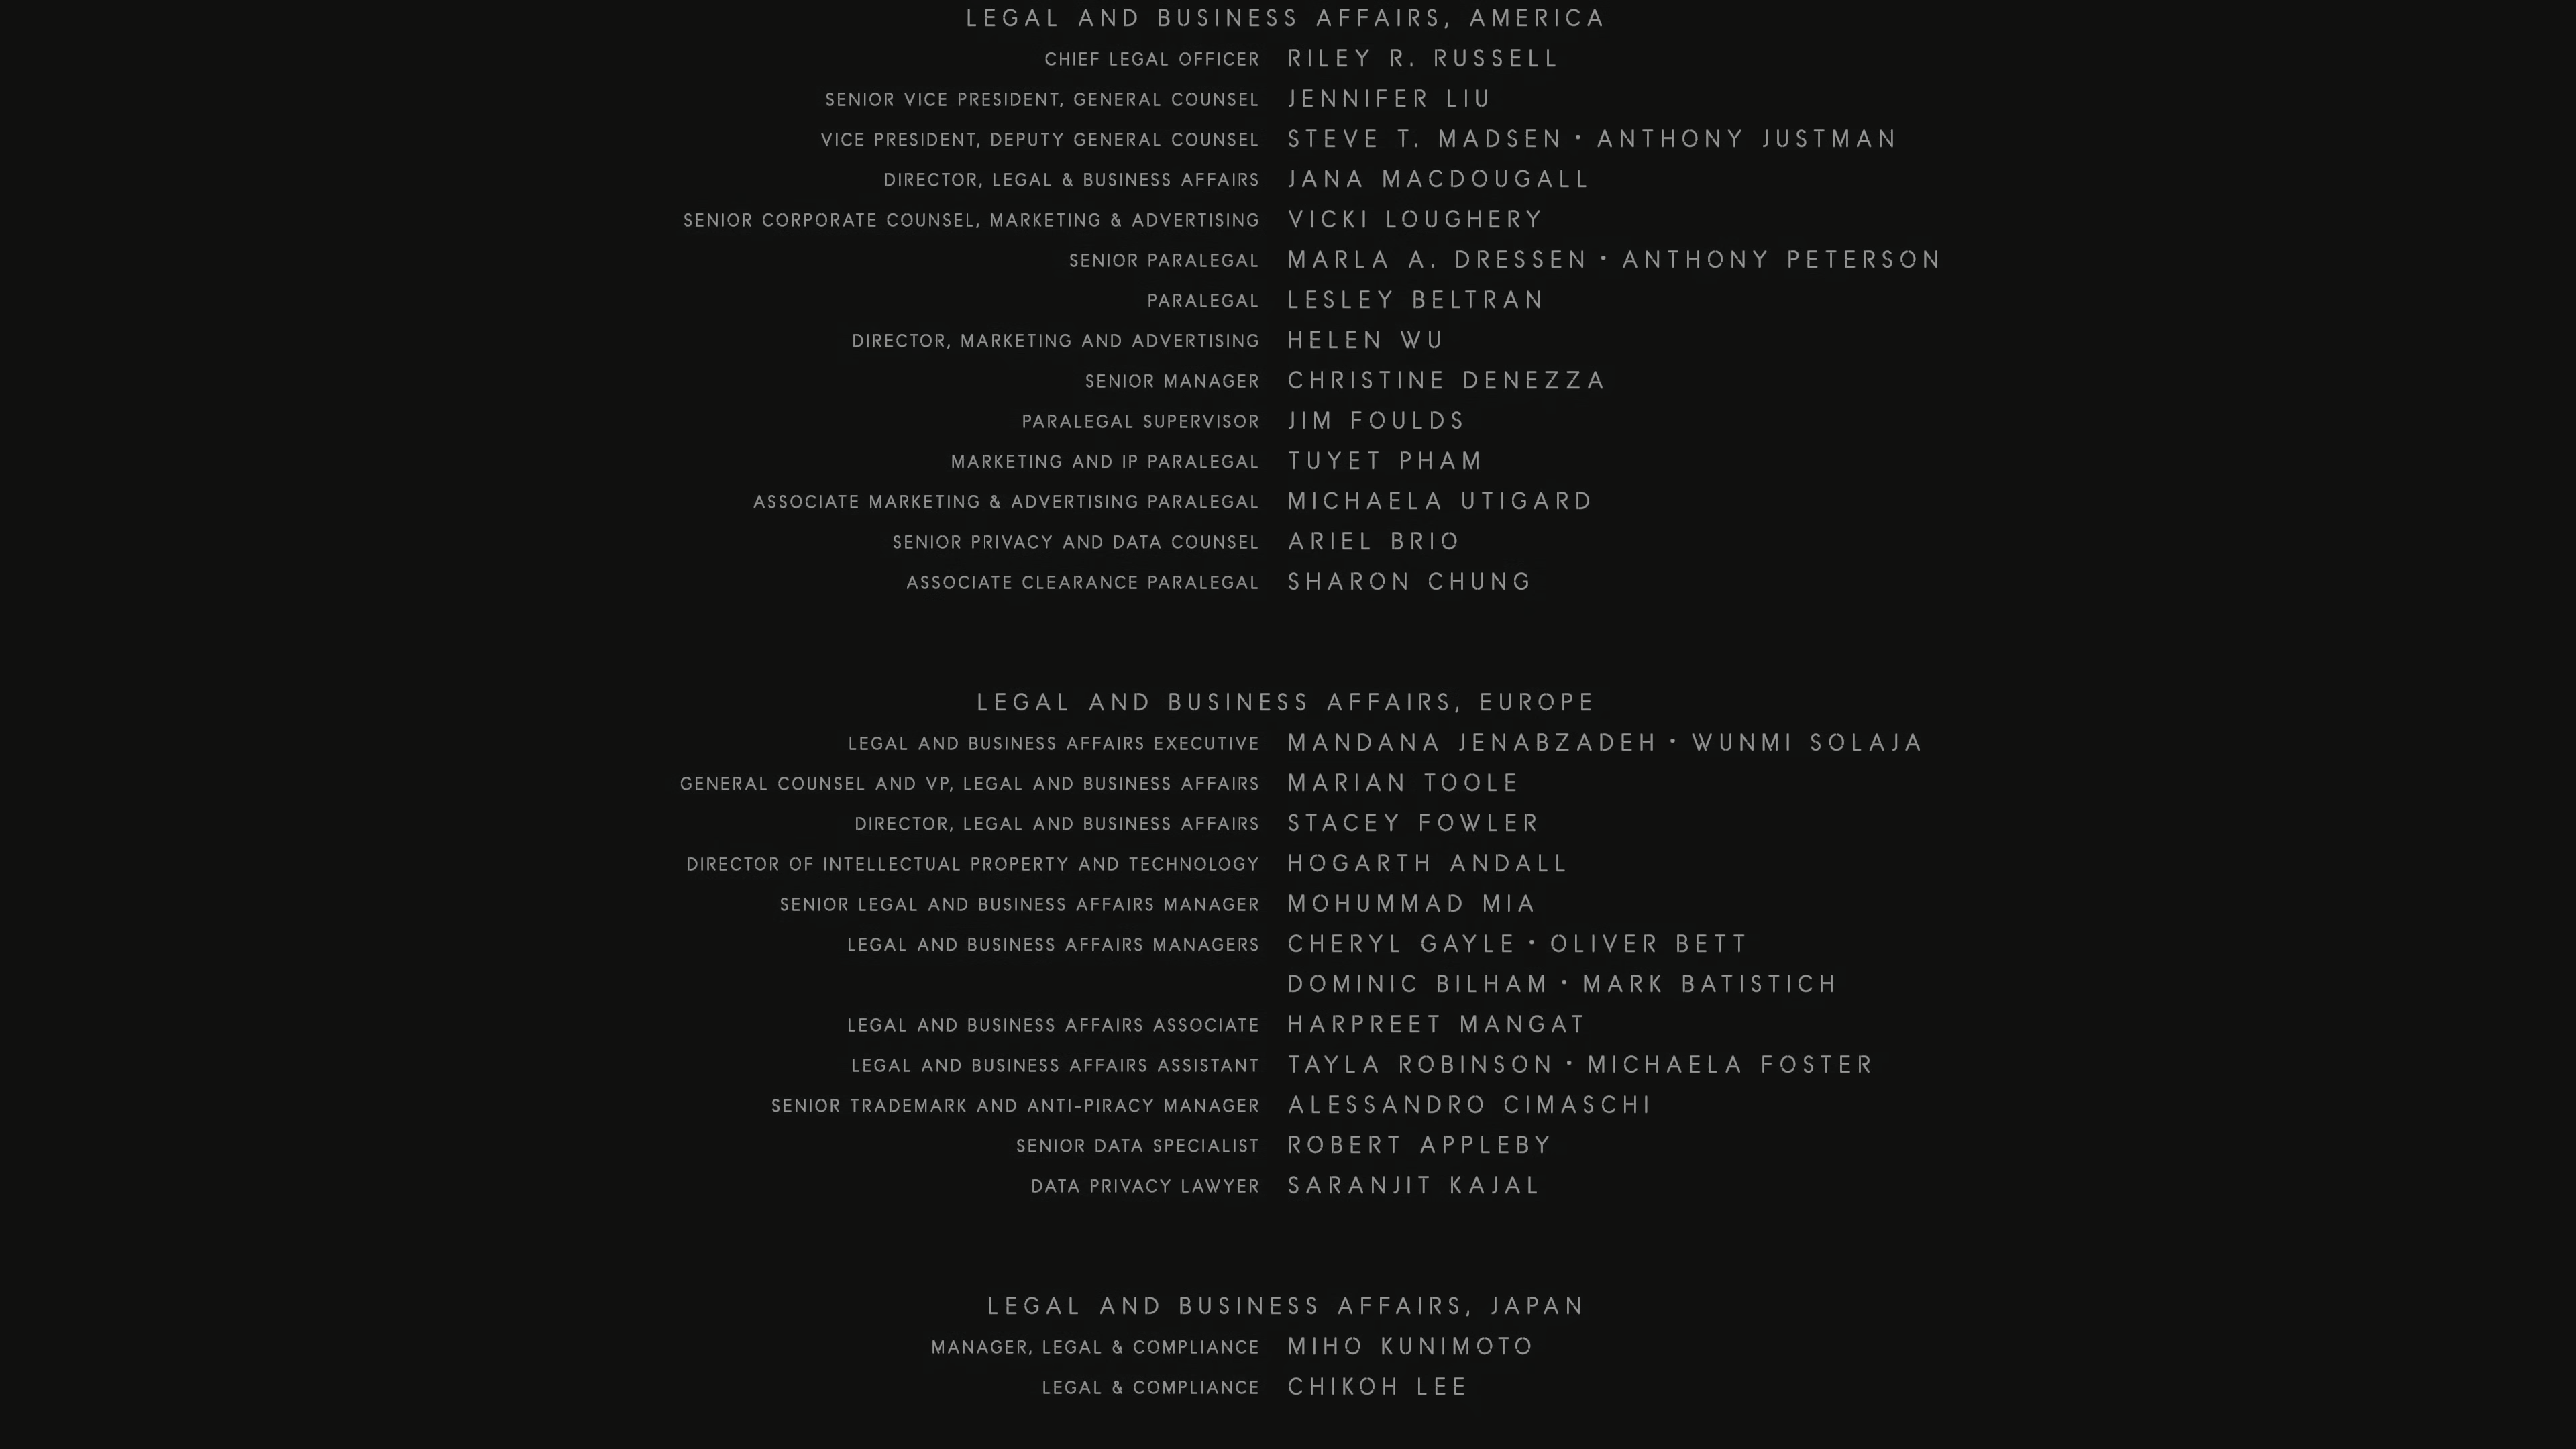 LEGAL AND BUSINESS AFFAIRS, AMERICA
CHIEF LEGAL OFFICER RILEY R. RUSSELL
SENIOR VICE PRESIDENT, GENERAL COUNSEL JENNIFER LIU
VICE PRESIDENT, DEPUTY GENERAL COUNSEL STEVE T. MADSEN • ANTHONY JUSTMAN
DIRECTOR, LEGAL & BUSINESS AFFAIRS JANA MACDOUGALL
SENIOR CORPORATE COUNSEL, MARKETING & ADVERTISING VICKI LOUGHERY
SENIOR PARALEGAL MARLA A. DRESSEN • ANTHONY PETERSON
PARALEGAL LESLEY BELTRAN
DIRECTOR, MARKETING AND ADVERTISING HELEN WU
SENIOR MANAGER CHRISTINE DENEZZA
PARALEGAL SUPERVISOR JIM FOULDS
MARKETING AND IP PARALEGAL TUYET PHAM
ASSOCIATE MARKETING & ADVERTISING PARALEGAL MICHAELA UTIGARD
SENIOR PRIVACY AND DATA COUNSEL ARIEL BRIO
ASSOCIATE CLEARANCE PARALEGAL SHARON CHUNG
LEGAL AND BUSINESS AFFAIRS, EUROPE
LEGAL AND BUSINESS AFFAIRS EXECUTIVE MANDANA JENABZADEH • WUNMI SOLAJA
GENERAL COUNSEL AND VP, LEGAL AND BUSINESS AFFAIRS MARIAN TOOLE
DIRECTOR, LEGAL AND BUSINESS AFFAIRS STACEY FOWLER
DIRECTOR OF INTELLECTUAL PROPERTY AND TECHNOLOGY HOGARTH ANDALL
SENIOR LEGAL AND BUSINESS AFFAIRS MANAGER MOHUMMAD MIA
LEGAL AND BUSINESS AFFAIRS MANAGERS CHERYL GAYLE • OLIVER BETT
DOMINIC BILHAM • MARK BATISTICH
LEGAL AND BUSINESS AFFAIRS ASSOCIATE HARPREET MANGAT
LEGAL AND BUSINESS AFFAIRS ASSISTANT TAYLA ROBINSON • MICHAELA FOSTER
SENIOR TRADEMARK AND ANTI-PIRACY MANAGER ALESSANDRO CIMASCHI
SENIOR DATA SPECIALIST ROBERT APPLEBY
DATA PRIVACY LAWYER SARANJIT KAJAL
LEGAL AND BUSINESS AFFAIRS, JAPAN
MANAGER, LEGAL & COMPLIANCE MIHO KUNIMOTO
LEGAL & COMPLIANCE CHIKOH LEE